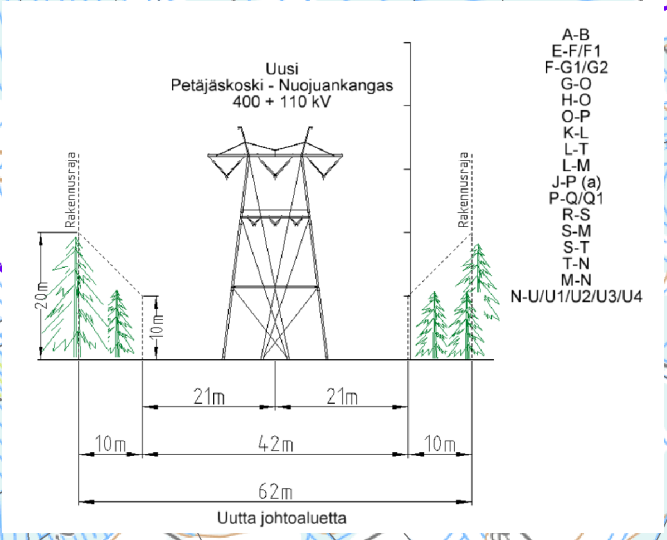 Uusi
Petäjäskoski - Nuojuankangas
400 + 110 kV
A-B
E-F/F1
F-G1/G2
G-O
H-O
O-P
K-L
L-T
L-M
J-P (a)
P-Q/Q1
R-S
S-M
S-T
T-N
M-N
N-U/U1/U2/U3/U4
Rakennusraja
Rakennusraja
20m
10m
21m
21m
10m
42m
10m
62m
Uutta johtoaluetta